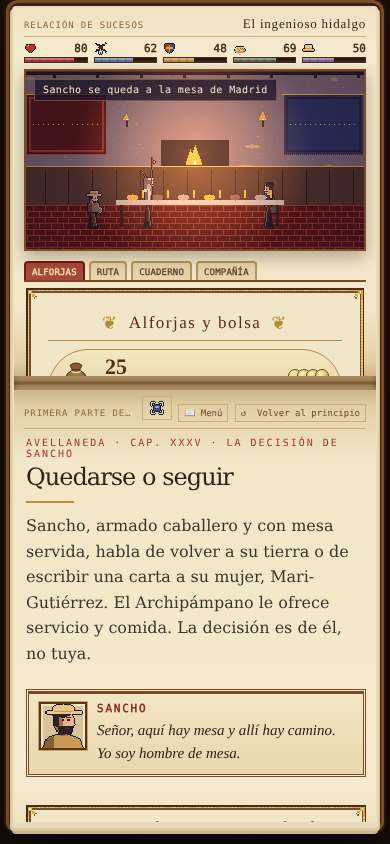 RELACIÓN DE SUCESOS
El ingenioso hidalgo
80
62
48
69
50
Sancho se queda a la mesa de Madrid
ALFORJAS
RUTA
CUADERNO
COMPAÑÍA
Alforjas y bolsa
25
PRIMERA PARTE DE…
Menú
↺ Volver al principio
AVELLANEDA · CAP. XXXV · LA DECISIÓN DE
SANCHO
Quedarse o seguir
Sancho, armado caballero y con mesa
servida, habla de volver a su tierra o de
escribir una carta a su mujer, Mari-
Gutiérrez. El Archipámpano le ofrece
servicio y comida. La decisión es de él,
no tuya.
SANCHO
Señor, aquí hay mesa y allí hay camino.
Yo soy hombre de mesa.